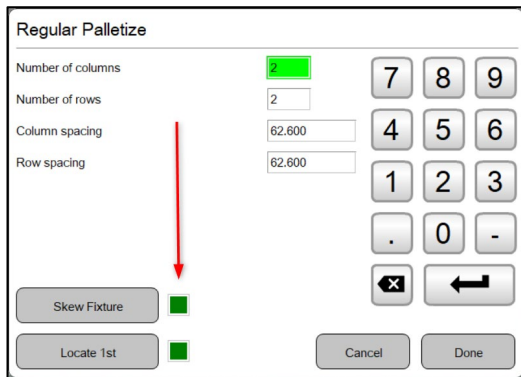 Regular Palletize
Number of columns 2
Number of rows 2
Column spacing 62.600
Row spacing 62.600
7 8 9
4 5 6
1 2 3
. 0 -
Skew Fixture
Locate 1st
Cancel Done